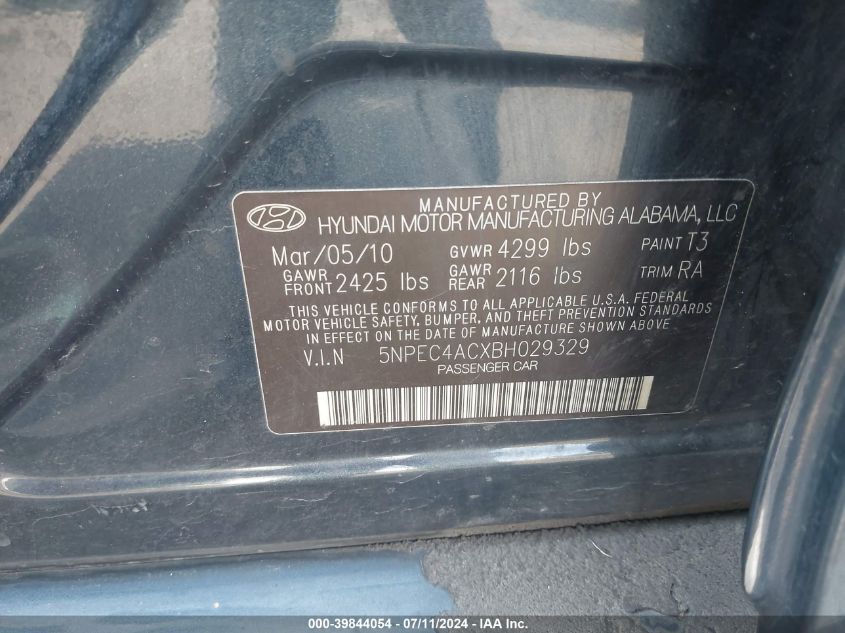 MANUFACTURED BY
HYUNDAI MOTOR MANUFACTURING ALABAMA, LLC
Mar/05/10 GVWR 4299 lbs PAINT T3
GAWR FRONT 2425 lbs GAWR REAR 2116 lbs TRIM RA
THIS VEHICLE CONFORMS TO ALL APPLICABLE U.S.A. FEDERAL
MOTOR VEHICLE SAFETY, BUMPER, AND THEFT PREVENTION STANDARDS
IN EFFECT ON THE DATE OF MANUFACTURE SHOWN ABOVE.
V.I.N 5NPEC4ACXBH029329
PASSENGER CAR
000-39844054 - 07/11/2024 - IAA, Inc.